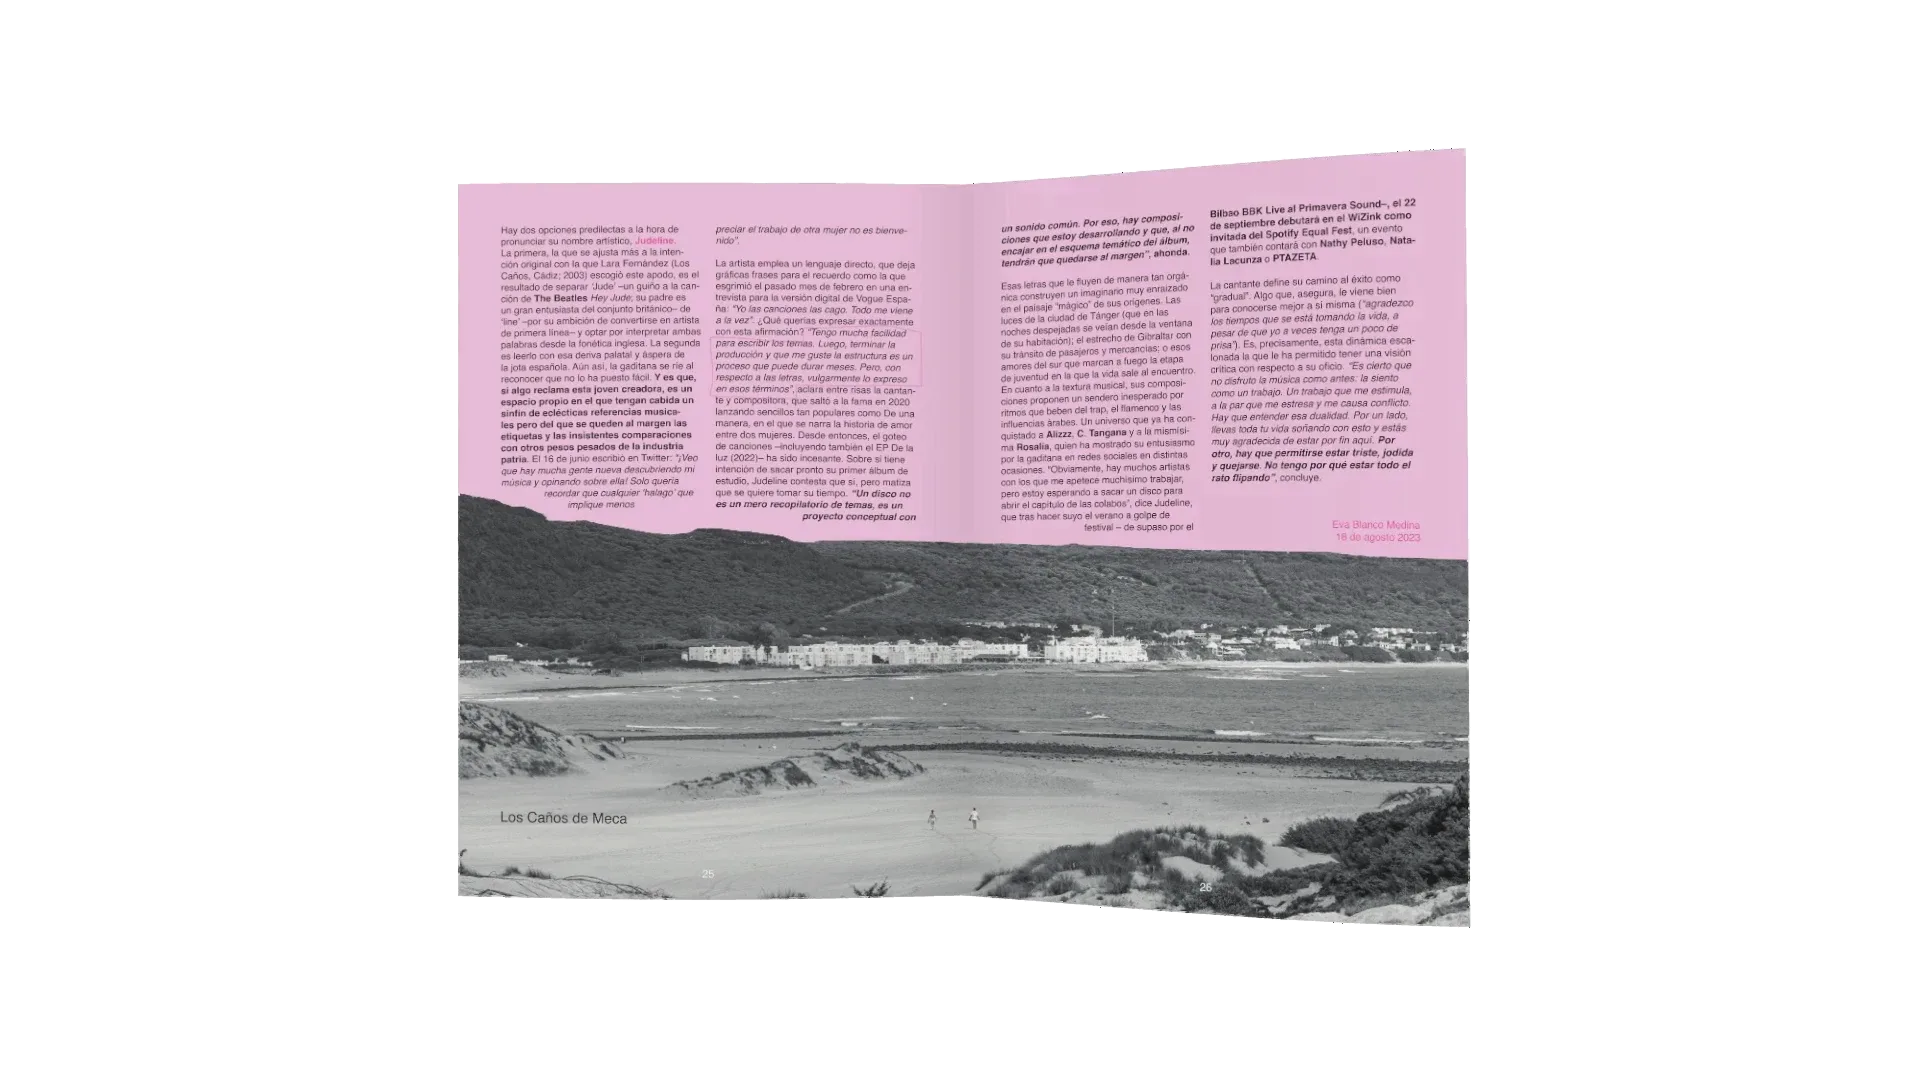 Hay dos opciones predilectas a la hora de
pronunciar su nombre artístico, Judeline.
La primera, la que se ajusta más a la inten-
ción original con la que Lara Fernández (Los
Caños, Cádiz; 2003) escogió este apodo, es el
resultado de separar ‘Jude’ –un guiño a la can-
ción de The Beatles Hey Jude; su padre es
un gran entusiasta del conjunto británico– de
‘line’ –por su ambición de convertirse en artista
de primera línea– y optar por interpretar ambas
palabras desde la fonética inglesa. La segunda
es leerlo con esa deriva palatal y áspera de
la jota española. Aún así, la gaditana se ríe al
reconocer que no lo ha puesto fácil. Y es que,
si algo reclama esta joven creadora, es un
espacio propio en el que tengan cabida un
sinfín de eclécticas referencias musica-
les pero del que se queden al margen las
etiquetas y las insistentes comparaciones
con otros pesos pesados de la industria
patria. El 16 de junio escribió en Twitter: “¡Veo
que hay mucha gente nueva descubriendo mi
música y opinando sobre ella! Solo quería
recordar que cualquier ‘halago’ que
implique menos
preciar el trabajo de otra mujer no es bienve-
nido”.
La artista emplea un lenguaje directo, que deja
gráficas frases para el recuerdo como la que
esgrimió el pasado mes de febrero en una en-
trevista para la versión digital de Vogue Espa-
ña: “Yo las canciones las cago. Todo me viene
a la vez”. ¿Qué querías expresar exactamente
con esta afirmación? “Tengo mucha facilidad
para escribir los temas. Luego, terminar la
producción y que me guste la estructura es un
proceso que puede durar meses. Pero, con
respecto a las letras, vulgarmente lo expreso
en esos términos”, aclara entre risas la cantan-
te y compositora, que saltó a la fama en 2020
lanzando sencillos tan populares como De una
manera, en el que se narra la historia de amor
entre dos mujeres. Desde entonces, el goteo
de canciones –incluyendo también el EP De la
luz (2022)– ha sido incesante. Sobre si tiene
intención de sacar pronto su primer álbum de
estudio, Judeline contesta que sí, pero matiza
que se quiere tomar su tiempo. “Un disco no
es un mero recopilatorio de temas, es un
proyecto conceptual con
un sonido común. Por eso, hay composi-
ciones que estoy desarrollando y que, al no
encajar en el esquema temático del álbum,
tendrán que quedarse al margen”, ahonda.
Esas letras que le fluyen de manera tan orgá-
nica construyen un imaginario muy enraizado
en el paisaje “mágico” de sus orígenes. Las
luces de la ciudad de Tánger (que en las
noches despejadas se veían desde la ventana
de su habitación); el estrecho de Gibraltar con
su tránsito de pasajeros y mercancías; o esos
amores del sur que marcan a fuego la etapa
de juventud en la que la vida sale al encuentro.
En cuanto a la textura musical, sus composi-
ciones proponen un sendero inesperado por
ritmos que beben del trap, el flamenco y las
influencias árabes. Un universo que ya ha con-
quistado a Alizzz, C. Tangana y a la mismísi-
ma Rosalía, quien ha mostrado su entusiasmo
por la gaditana en redes sociales en distintas
ocasiones. “Obviamente, hay muchos artistas
con los que me apetece muchísimo trabajar,
pero estoy esperando a sacar un disco para
abrir el capítulo de las colabos”, dice Judeline,
que tras hacer suyo el verano a golpe de
festival – de supaso por el
Bilbao BBK Live al Primavera Sound–, el 22
de septiembre debutará en el WiZink como
invitada del Spotify Equal Fest, un evento
que también contará con Nathy Peluso, Nata-
lia Lacunza o PTAZETA.
La cantante define su camino al éxito como
“gradual”. Algo que, asegura, le viene bien
para conocerse mejor a sí misma (“agradezco
los tiempos que se está tomando la vida, a
pesar de que yo a veces tenga un poco de
prisa”). Es, precisamente, esta dinámica esca-
lonada la que le ha permitido tener una visión
crítica con respecto a su oficio. “Es cierto que
no disfruto la música como antes: la siento
como un trabajo. Un trabajo que me estimula,
a la par que me estresa y me causa conflicto.
Hay que entender esa dualidad. Por un lado,
llevas toda tu vida soñando con esto y estás
muy agradecida de estar por fin aquí. Por
otro, hay que permitirse estar triste, jodida
y quejarse. No tengo por qué estar todo el
rato flipando”, concluye.
Eva Blanco Medina
18 de agosto 2023
Los Caños de Meca
25
26